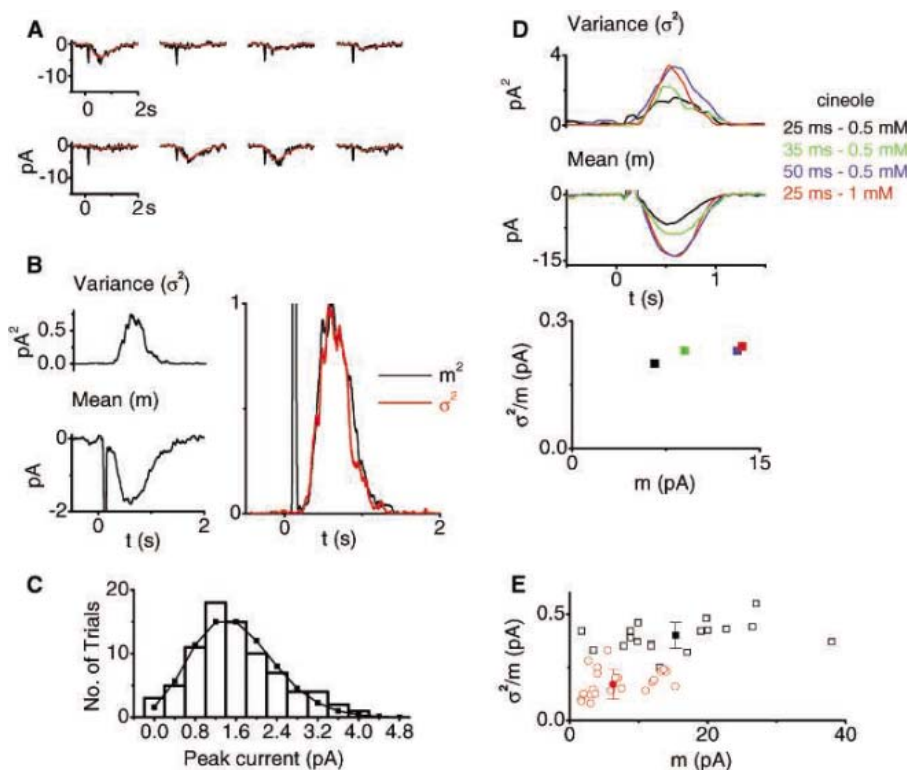 A
0
-10
0 2s
pA
0
-10
0 2s
B
Variance (σ²)
pA²
0.5
0.0
Mean (m)
pA
0
-2
0 2
t (s)
1
0
0 2
t (s)
m²
σ²
C
No. of Trials
20
10
0
0.0 0.8 1.6 2.4 3.2 4.0 4.8
Peak current (pA)
D
Variance (σ²)
pA²
4
0
cineole
25 ms - 0.5 mM
35 ms - 0.5 mM
50 ms - 0.5 mM
25 ms - 1 mM
Mean (m)
pA
0
-15
0 1
t (s)
σ²/m (pA)
0.3
0.0
0 15
m (pA)
E
σ²/m (pA)
0.5
0.0
0 20 40
m (pA)